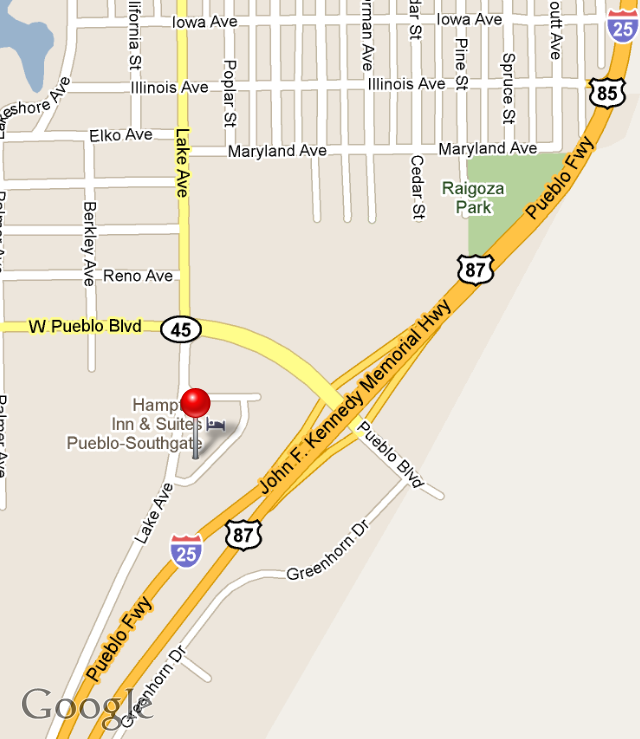 Iowa Ave
Iowa Ave
25
Illinois Ave
Illinois Ave
85
Poplar St
Pine St
Spruce St
Elko Ave
Lake Ave
Maryland Ave
Maryland Ave
Cedar St
Raigoza
Park
Pueblo Fwy
Berkley Ave
Reno Ave
87
W Pueblo Blvd
45
John F. Kennedy Memorial Hwy
Inn & Suites
Pueblo-Southgate
Pueblo Blvd
Palmer Ave
Lake Ave
87
25
Greenhorn Dr
Pueblo Fwy
Greenhorn Dr
Google